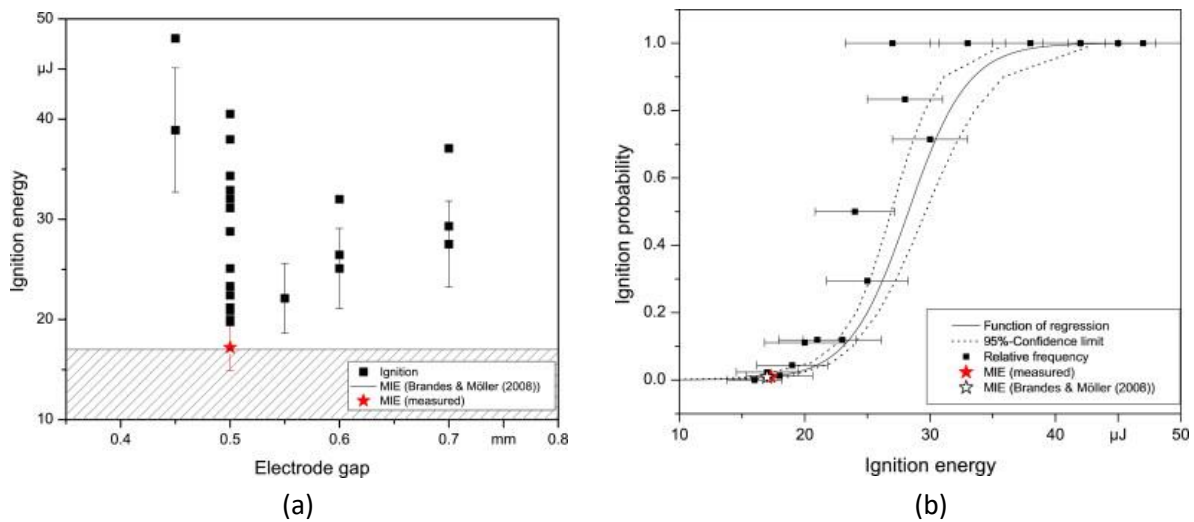 50
µJ
40
30
20
10
Ignition energy
0.4 0.5 0.6 0.7 mm 0.8
Electrode gap
Ignition
MIE (Brandes & Möller (2008))
MIE (measured)
(a)
1.0
0.8
0.6
0.4
0.2
0.0
Ignition probability
10 20 30 40 µJ 50
Ignition energy
Function of regression
95%-Confidence limit
Relative frequency
MIE (measured)
MIE (Brandes & Möller (2008))
(b)